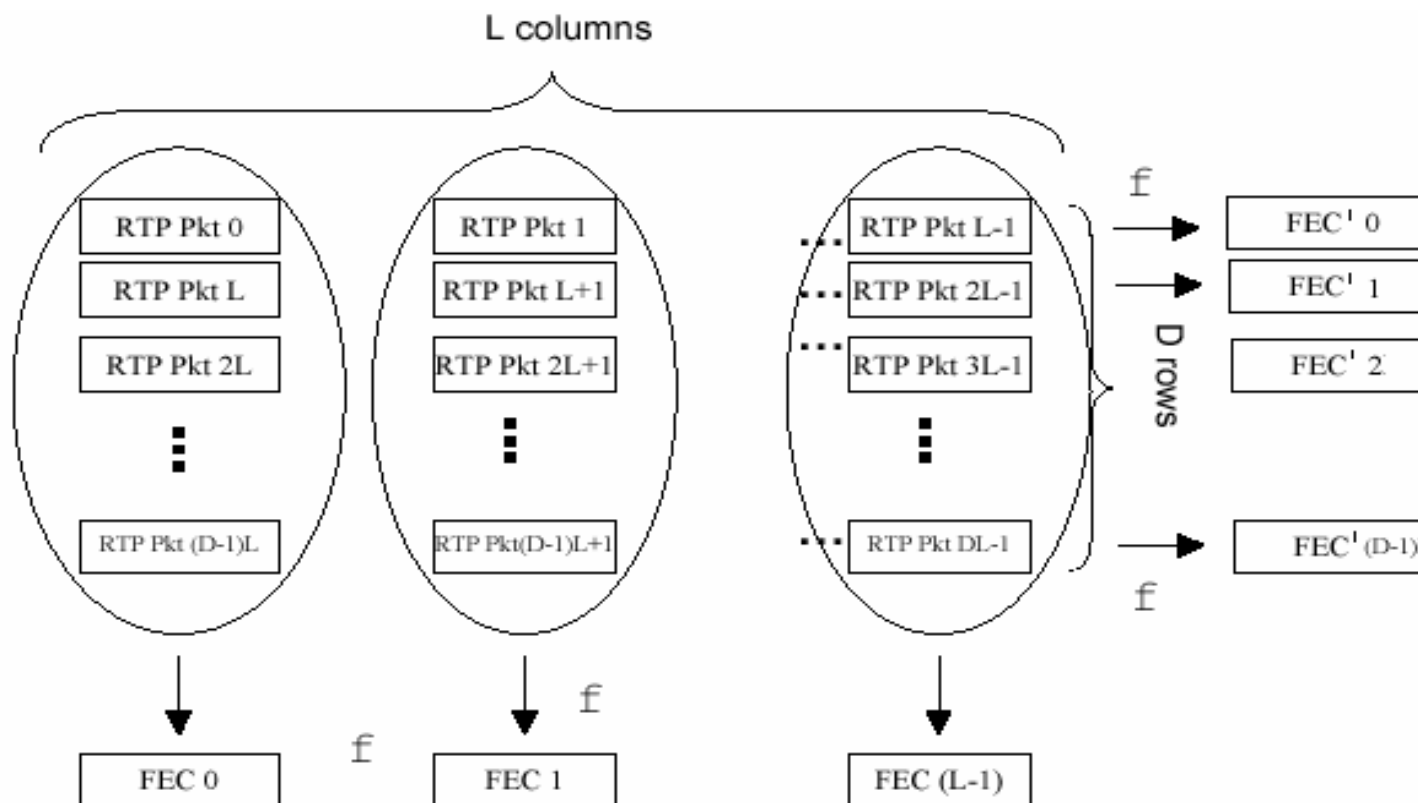 L columns
f
RTP Pkt 0 RTP Pkt 1 ... RTP Pkt L-1 FEC' 0
RTP Pkt L RTP Pkt L+1 ... RTP Pkt 2L-1 FEC' 1
RTP Pkt 2L RTP Pkt 2L+1 ... RTP Pkt 3L-1 FEC' 2
D rows
RTP Pkt (D-1)L RTP Pkt(D-1)L+1 ... RTP Pkt DL-1 FEC' (D-1)
f
f
f
FEC 0 FEC 1 FEC (L-1)